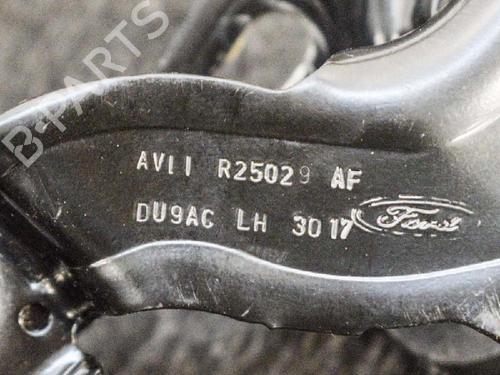 B+PARTS
AV11 R25029 AF
DU9AC LH 3017 Ford